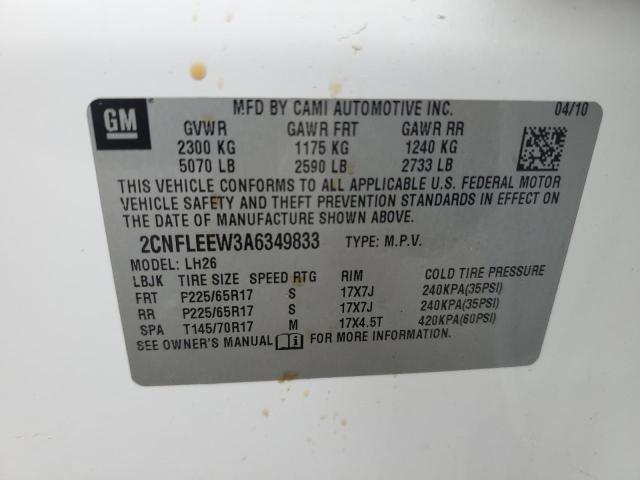 GM
MFD BY CAMI AUTOMOTIVE INC. 04/10
GVWR GAWR FRT GAWR RR
2300 KG 1175 KG 1240 KG
5070 LB 2590 LB 2733 LB
THIS VEHICLE CONFORMS TO ALL APPLICABLE U.S. FEDERAL MOTOR
VEHICLE SAFETY AND THEFT PREVENTION STANDARDS IN EFFECT ON
THE DATE OF MANUFACTURE SHOWN ABOVE.
2CNFLEEW3A6349833 TYPE: M.P.V.
MODEL: LH26
LBJK TIRE SIZE SPEED RTG RIM COLD TIRE PRESSURE
FRT P225/65R17 S 17X7J 240KPA(35PSI)
RR P225/65R17 S 17X7J 240KPA(35PSI)
SPA T145/70R17 M 17X4.5T 420KPA(60PSI)
SEE OWNER'S MANUAL FOR MORE INFORMATION.